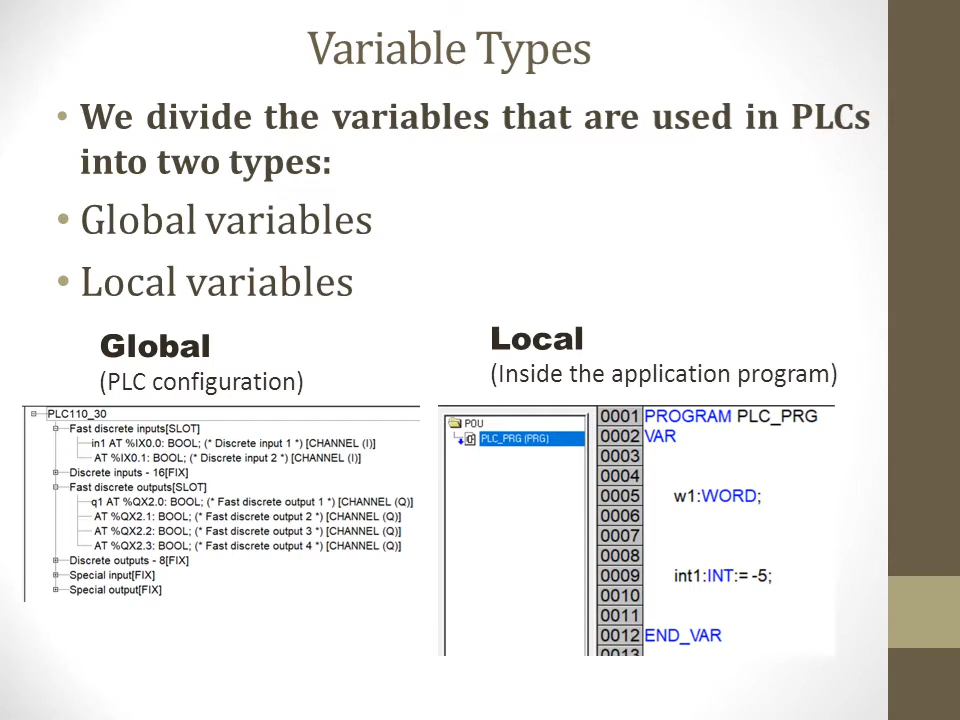 Variable Types
• We divide the variables that are used in PLCs
into two types:
• Global variables
• Local variables
Global
(PLC configuration)
PLC110_30
Fast discrete inputs[SLOT]
in1 AT %IX0.0: BOOL; (* Discrete input 1 *) [CHANNEL (I)]
AT %IX0.1: BOOL; (* Discrete input 2 *) [CHANNEL (I)]
Discrete inputs - 16[FIX]
Fast discrete outputs[SLOT]
q1 AT %QX2.0: BOOL; (* Fast discrete output 1 *) [CHANNEL (Q)]
AT %QX2.1: BOOL; (* Fast discrete output 2 *) [CHANNEL (Q)]
AT %QX2.2: BOOL; (* Fast discrete output 3 *) [CHANNEL (Q)]
AT %QX2.3: BOOL; (* Fast discrete output 4 *) [CHANNEL (Q)]
Discrete outputs - 8[FIX]
Special input[FIX]
Special output[FIX]
Local
(Inside the application program)
POU
PLC_PRG (PRG)
0001 PROGRAM PLC_PRG
0002 VAR
0003
0004
0005 w1:WORD;
0006
0007
0008
0009 int1:INT:= -5;
0010
0011
0012 END_VAR
0013